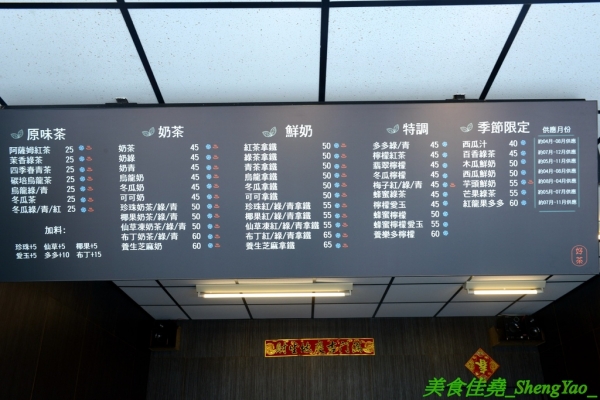 原味茶
阿薩姆紅茶 25
茉香綠茶 25
四季春青茶 25
碳培烏龍茶 25
烏龍綠/青 25
冬瓜茶 25
冬瓜綠/青/紅 25
加料:
珍珠+5 仙草+5 椰果+5
愛玉+5 多多+10 布丁+15
奶茶
奶茶 45
奶綠 45
奶青 45
烏龍奶 45
冬瓜奶 45
可可奶 45
珍珠奶茶/綠/青 50
椰果奶茶/綠/青 50
仙草凍奶茶/綠/青 50
布丁奶茶/綠/青 60
養生芝麻奶 60
鮮奶
紅茶拿鐵 50
綠茶拿鐵 50
青茶拿鐵 50
烏龍拿鐵 50
冬瓜拿鐵 50
可可拿鐵 50
珍珠紅/綠/青拿鐵 55
椰果紅/綠/青拿鐵 55
仙草凍紅/綠/青拿鐵 55
布丁紅/綠/青拿鐵 65
養生芝麻拿鐵 65
特調
多多綠/青 45
檸檬紅茶 45
翡翠檸檬 45
冬瓜檸檬 45
梅子紅/綠/青 45
蜂蜜綠茶 45
檸檬愛玉 45
蜂蜜檸檬 50
蜂蜜檸檬愛玉 55
養樂多檸檬 60
季節限定
西瓜汁 40
百香綠茶 45
木瓜鮮奶 50
西瓜鮮奶 50
芋頭鮮奶 55
芒果綠茶 55
紅龍果多多 60
供應月份
好茶
美食佳堯_ShengYao_